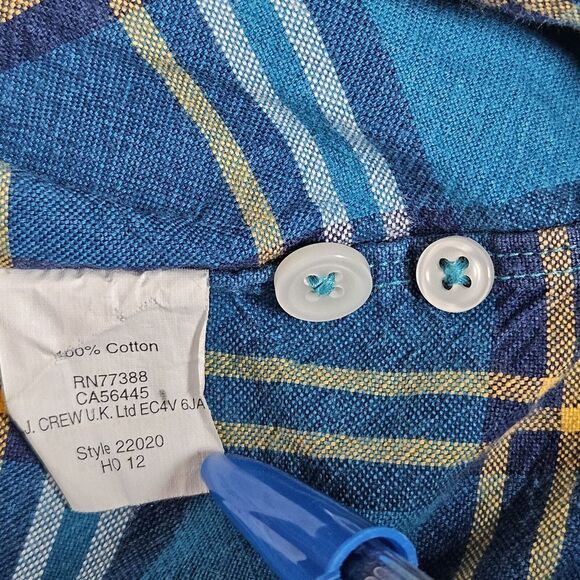 100% Cotton
RN77388
CA56445
J. CREW U.K. Ltd EC4V 6JA
Style 22020
H0 12